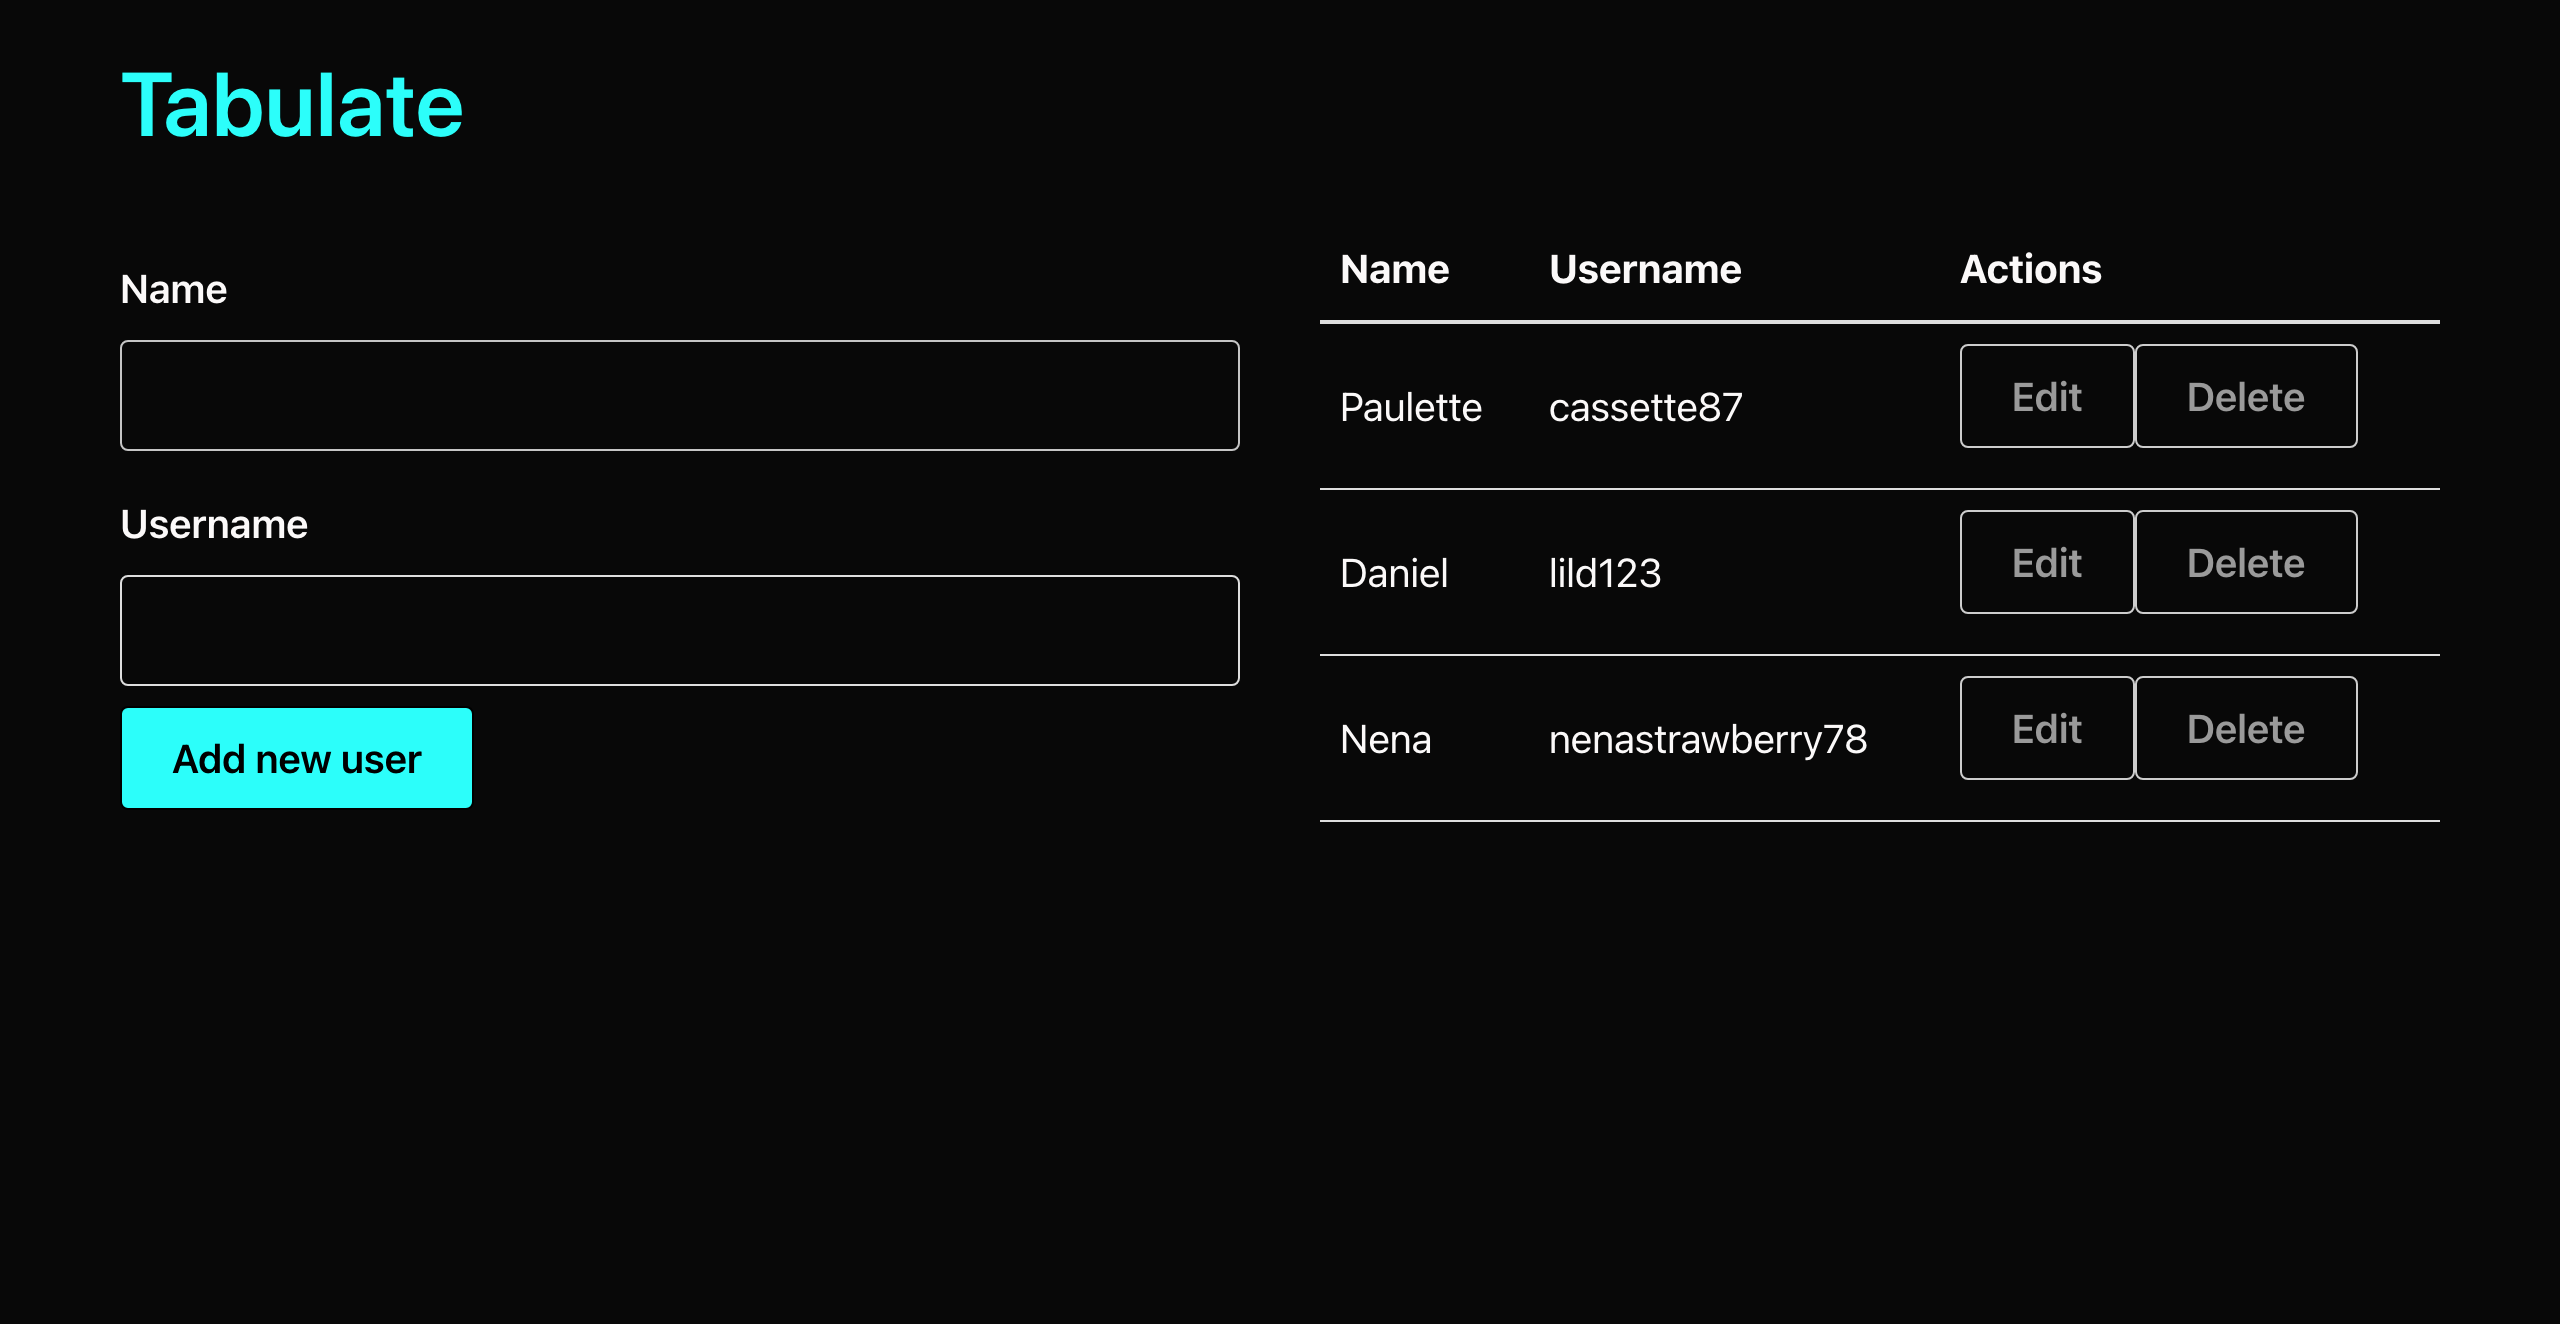 Tabulate
Name
Username
Add new user
Name Username Actions
Paulette cassette87 Edit Delete
Daniel lild123 Edit Delete
Nena nenastrawberry78 Edit Delete